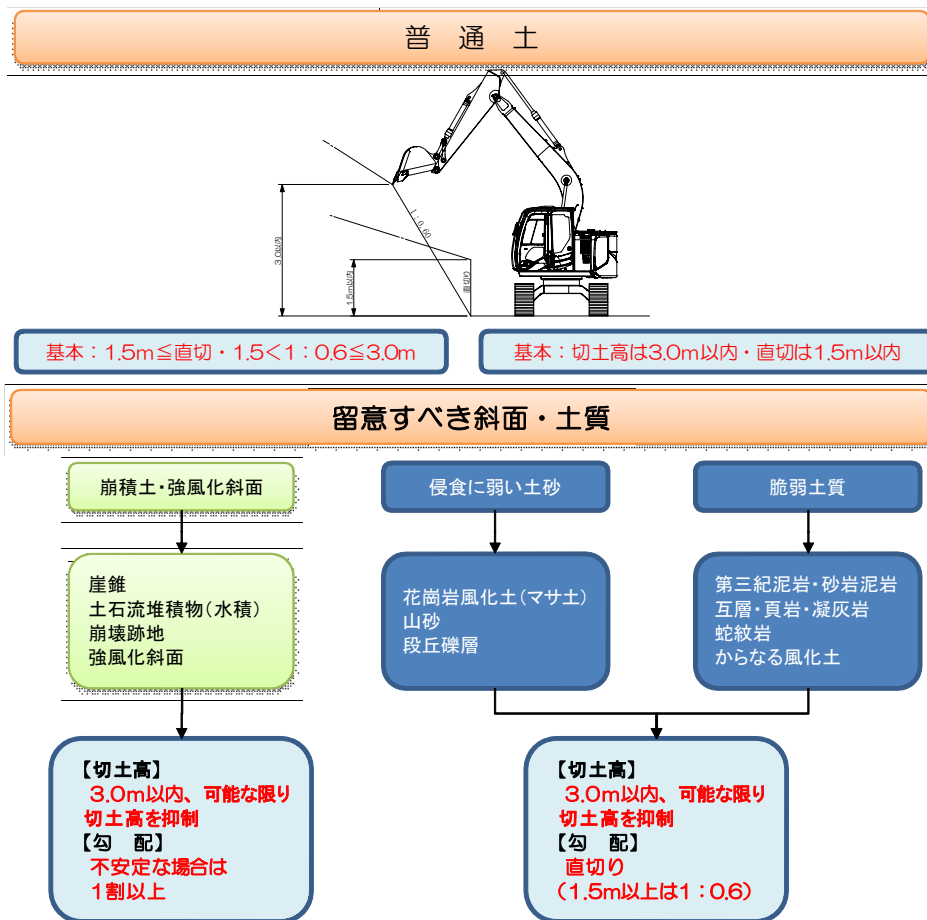 普 通 土
1:0.60
3.0以内
1.5m以内
直切り
基本：1.5m≦直切・1.5<1：0.6≦3.0m
基本：切土高は3.0m以内・直切は1.5m以内
留意すべき斜面・土質
崩積土・強風化斜面
侵食に弱い土砂
脆弱土質
崖錐
土石流堆積物（水積）
崩壊跡地
強風化斜面
花崗岩風化土（マサ土）
山砂
段丘礫層
第三紀泥岩・砂岩泥岩
互層・頁岩・凝灰岩
蛇紋岩
からなる風化土
【切土高】
3.0m以内、可能な限り
切土高を抑制
【勾 配】
不安定な場合は
1割以上
【切土高】
3.0m以内、可能な限り
切土高を抑制
【勾 配】
直切り
（1.5m以上は1：0.6）